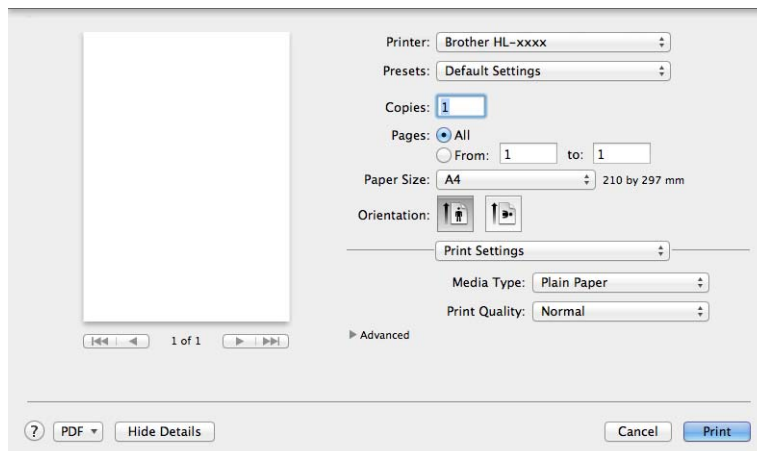 Printer: Brother HL-xxxx
Presets: Default Settings
Copies: 1
Pages: All
From: 1 to: 1
Paper Size: A4 210 by 297 mm
Orientation:
Print Settings
Media Type: Plain Paper
Print Quality: Normal
1 of 1
Advanced
? PDF Hide Details Cancel Print